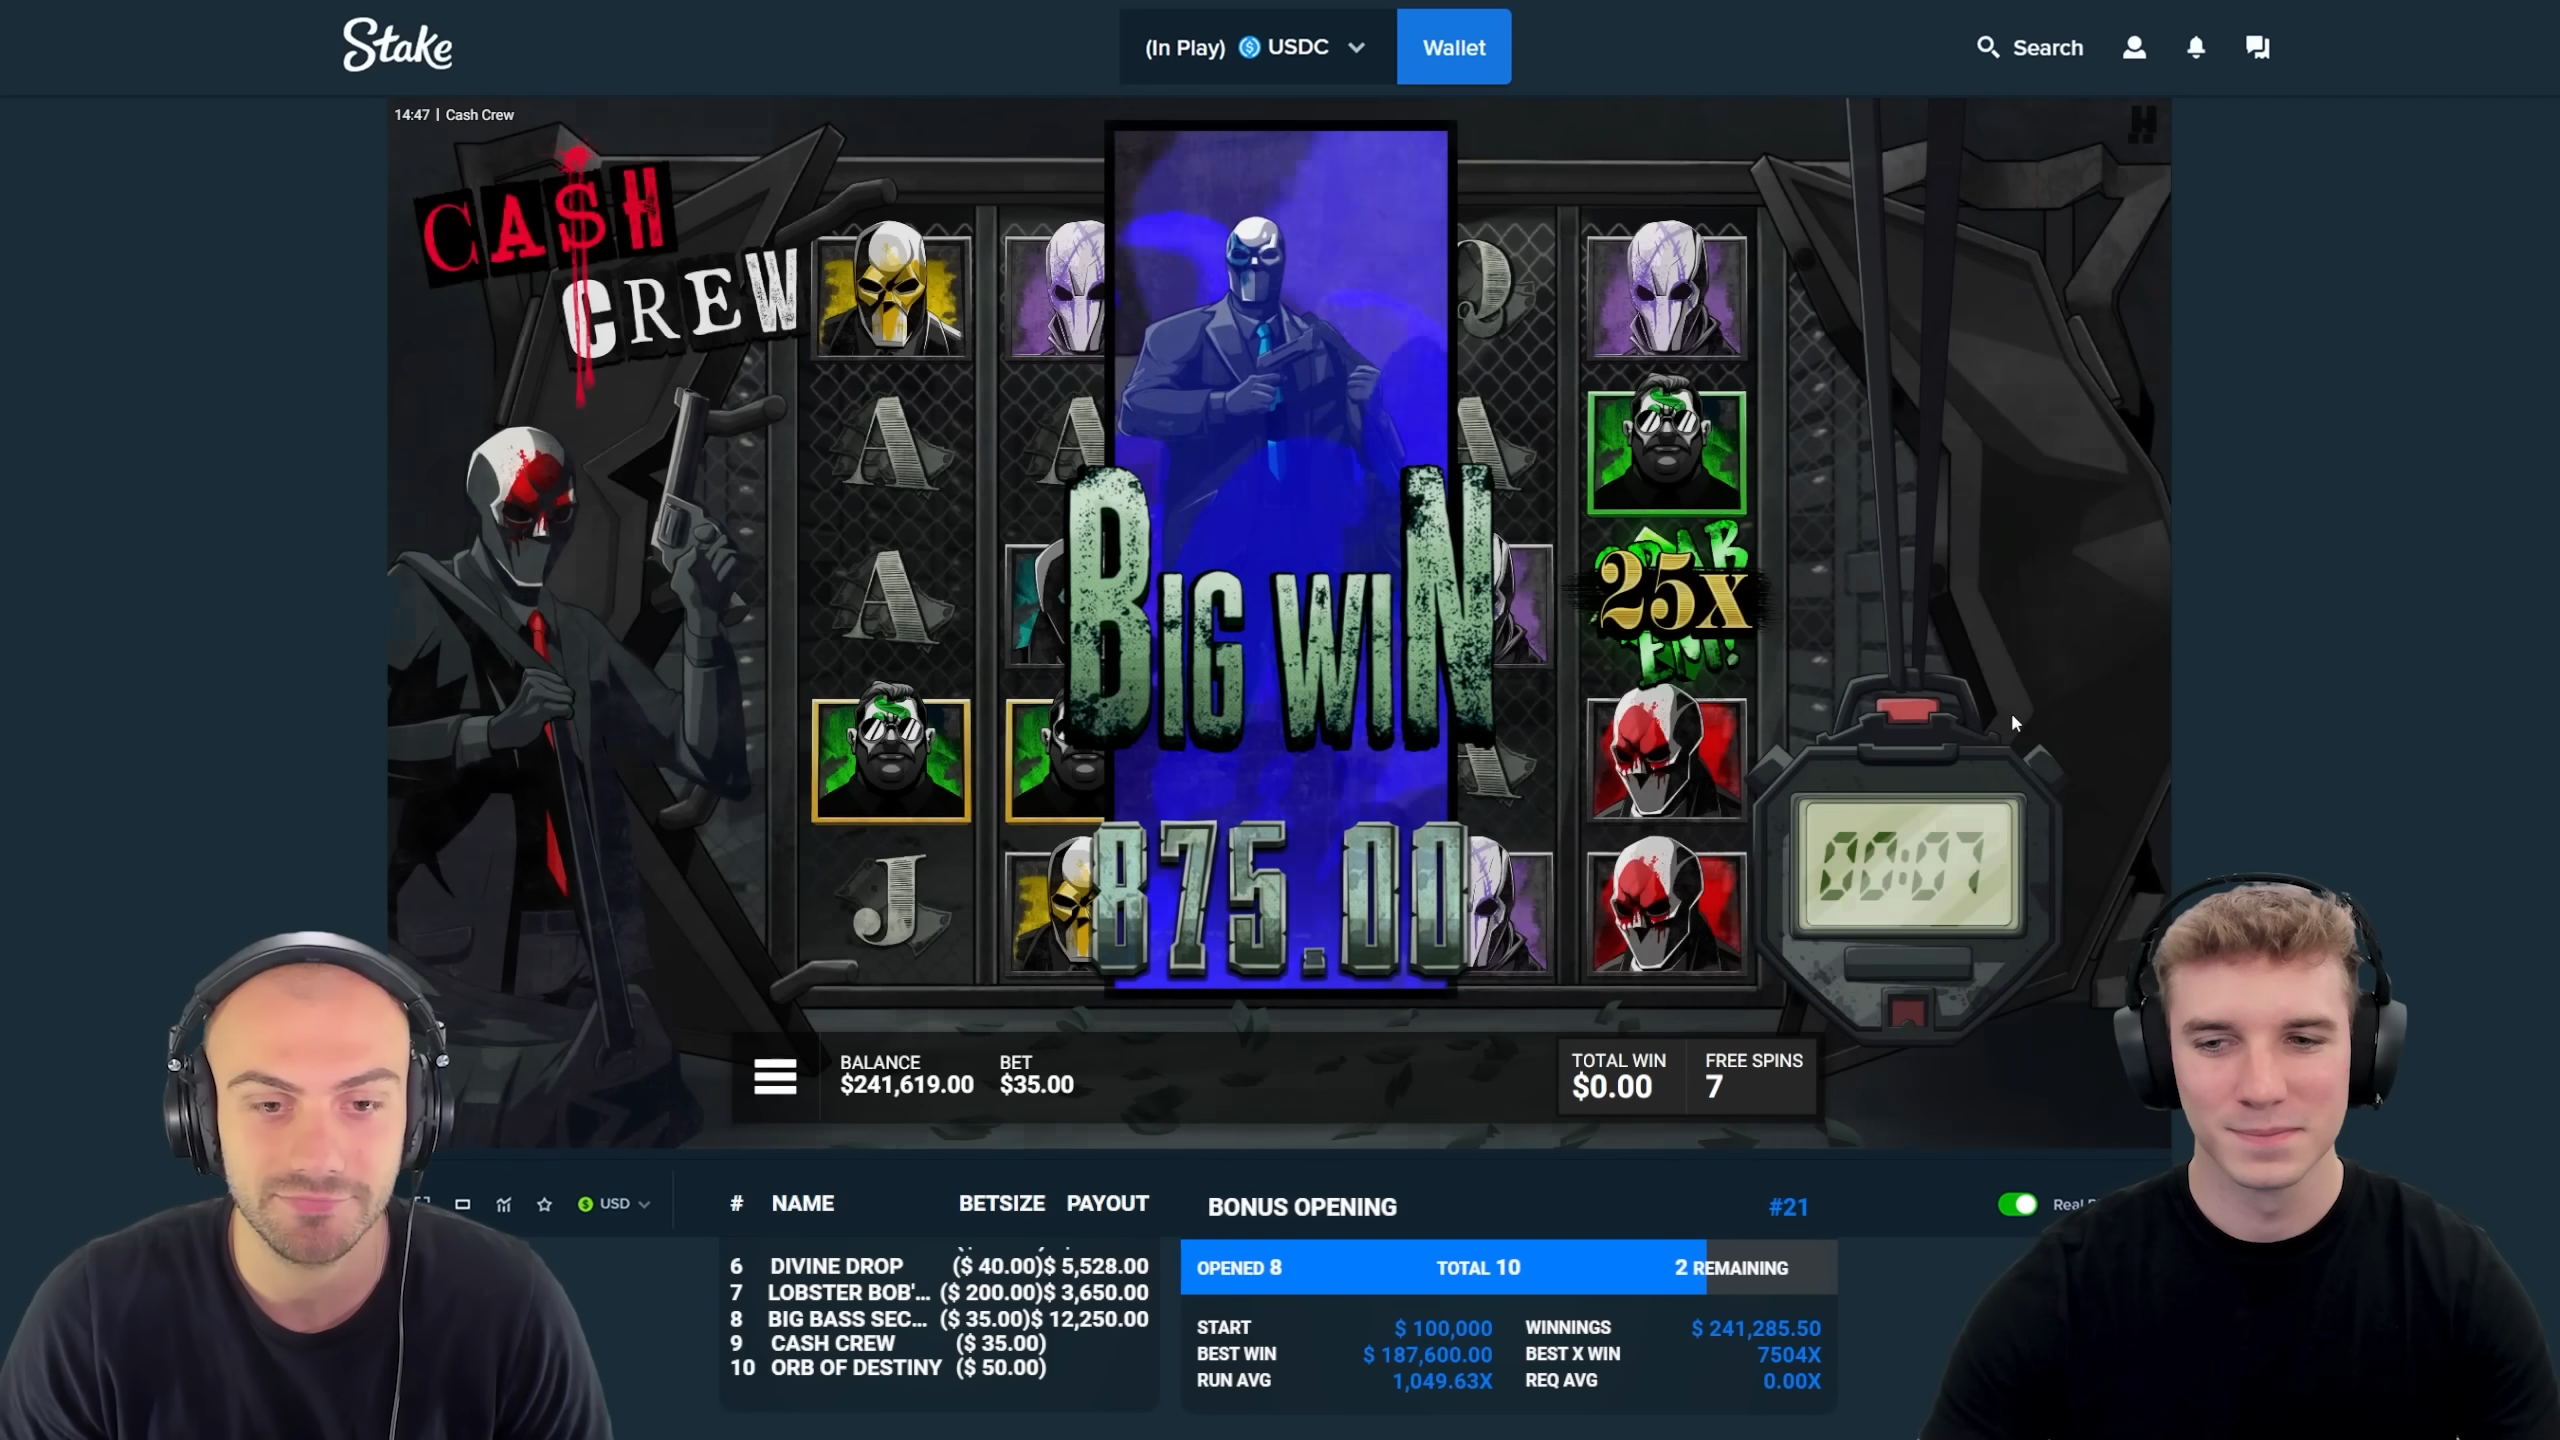 Stake
(In Play) USDC
Wallet
Search
14:47 | Cash Crew
CA$H
CREW
A
A
A
A
J
25X
EM!
BIG WIN
875.00
00:07
BALANCE
$241,619.00
BET
$35.00
TOTAL WIN
$0.00
FREE SPINS
7
USD
# NAME BETSIZE PAYOUT
6 DIVINE DROP ($ 40.00)$ 5,528.00
7 LOBSTER BOB'... ($ 200.00)$ 3,650.00
8 BIG BASS SEC... ($ 35.00)$ 12,250.00
9 CASH CREW ($ 35.00)
10 ORB OF DESTINY ($ 50.00)
BONUS OPENING #21
OPENED 8 TOTAL 10 2 REMAINING
START $ 100,000 WINNINGS $ 241,285.50
BEST WIN $ 187,600.00 BEST X WIN 7504X
RUN AVG 1,049.63X REQ AVG 0.00X
Real